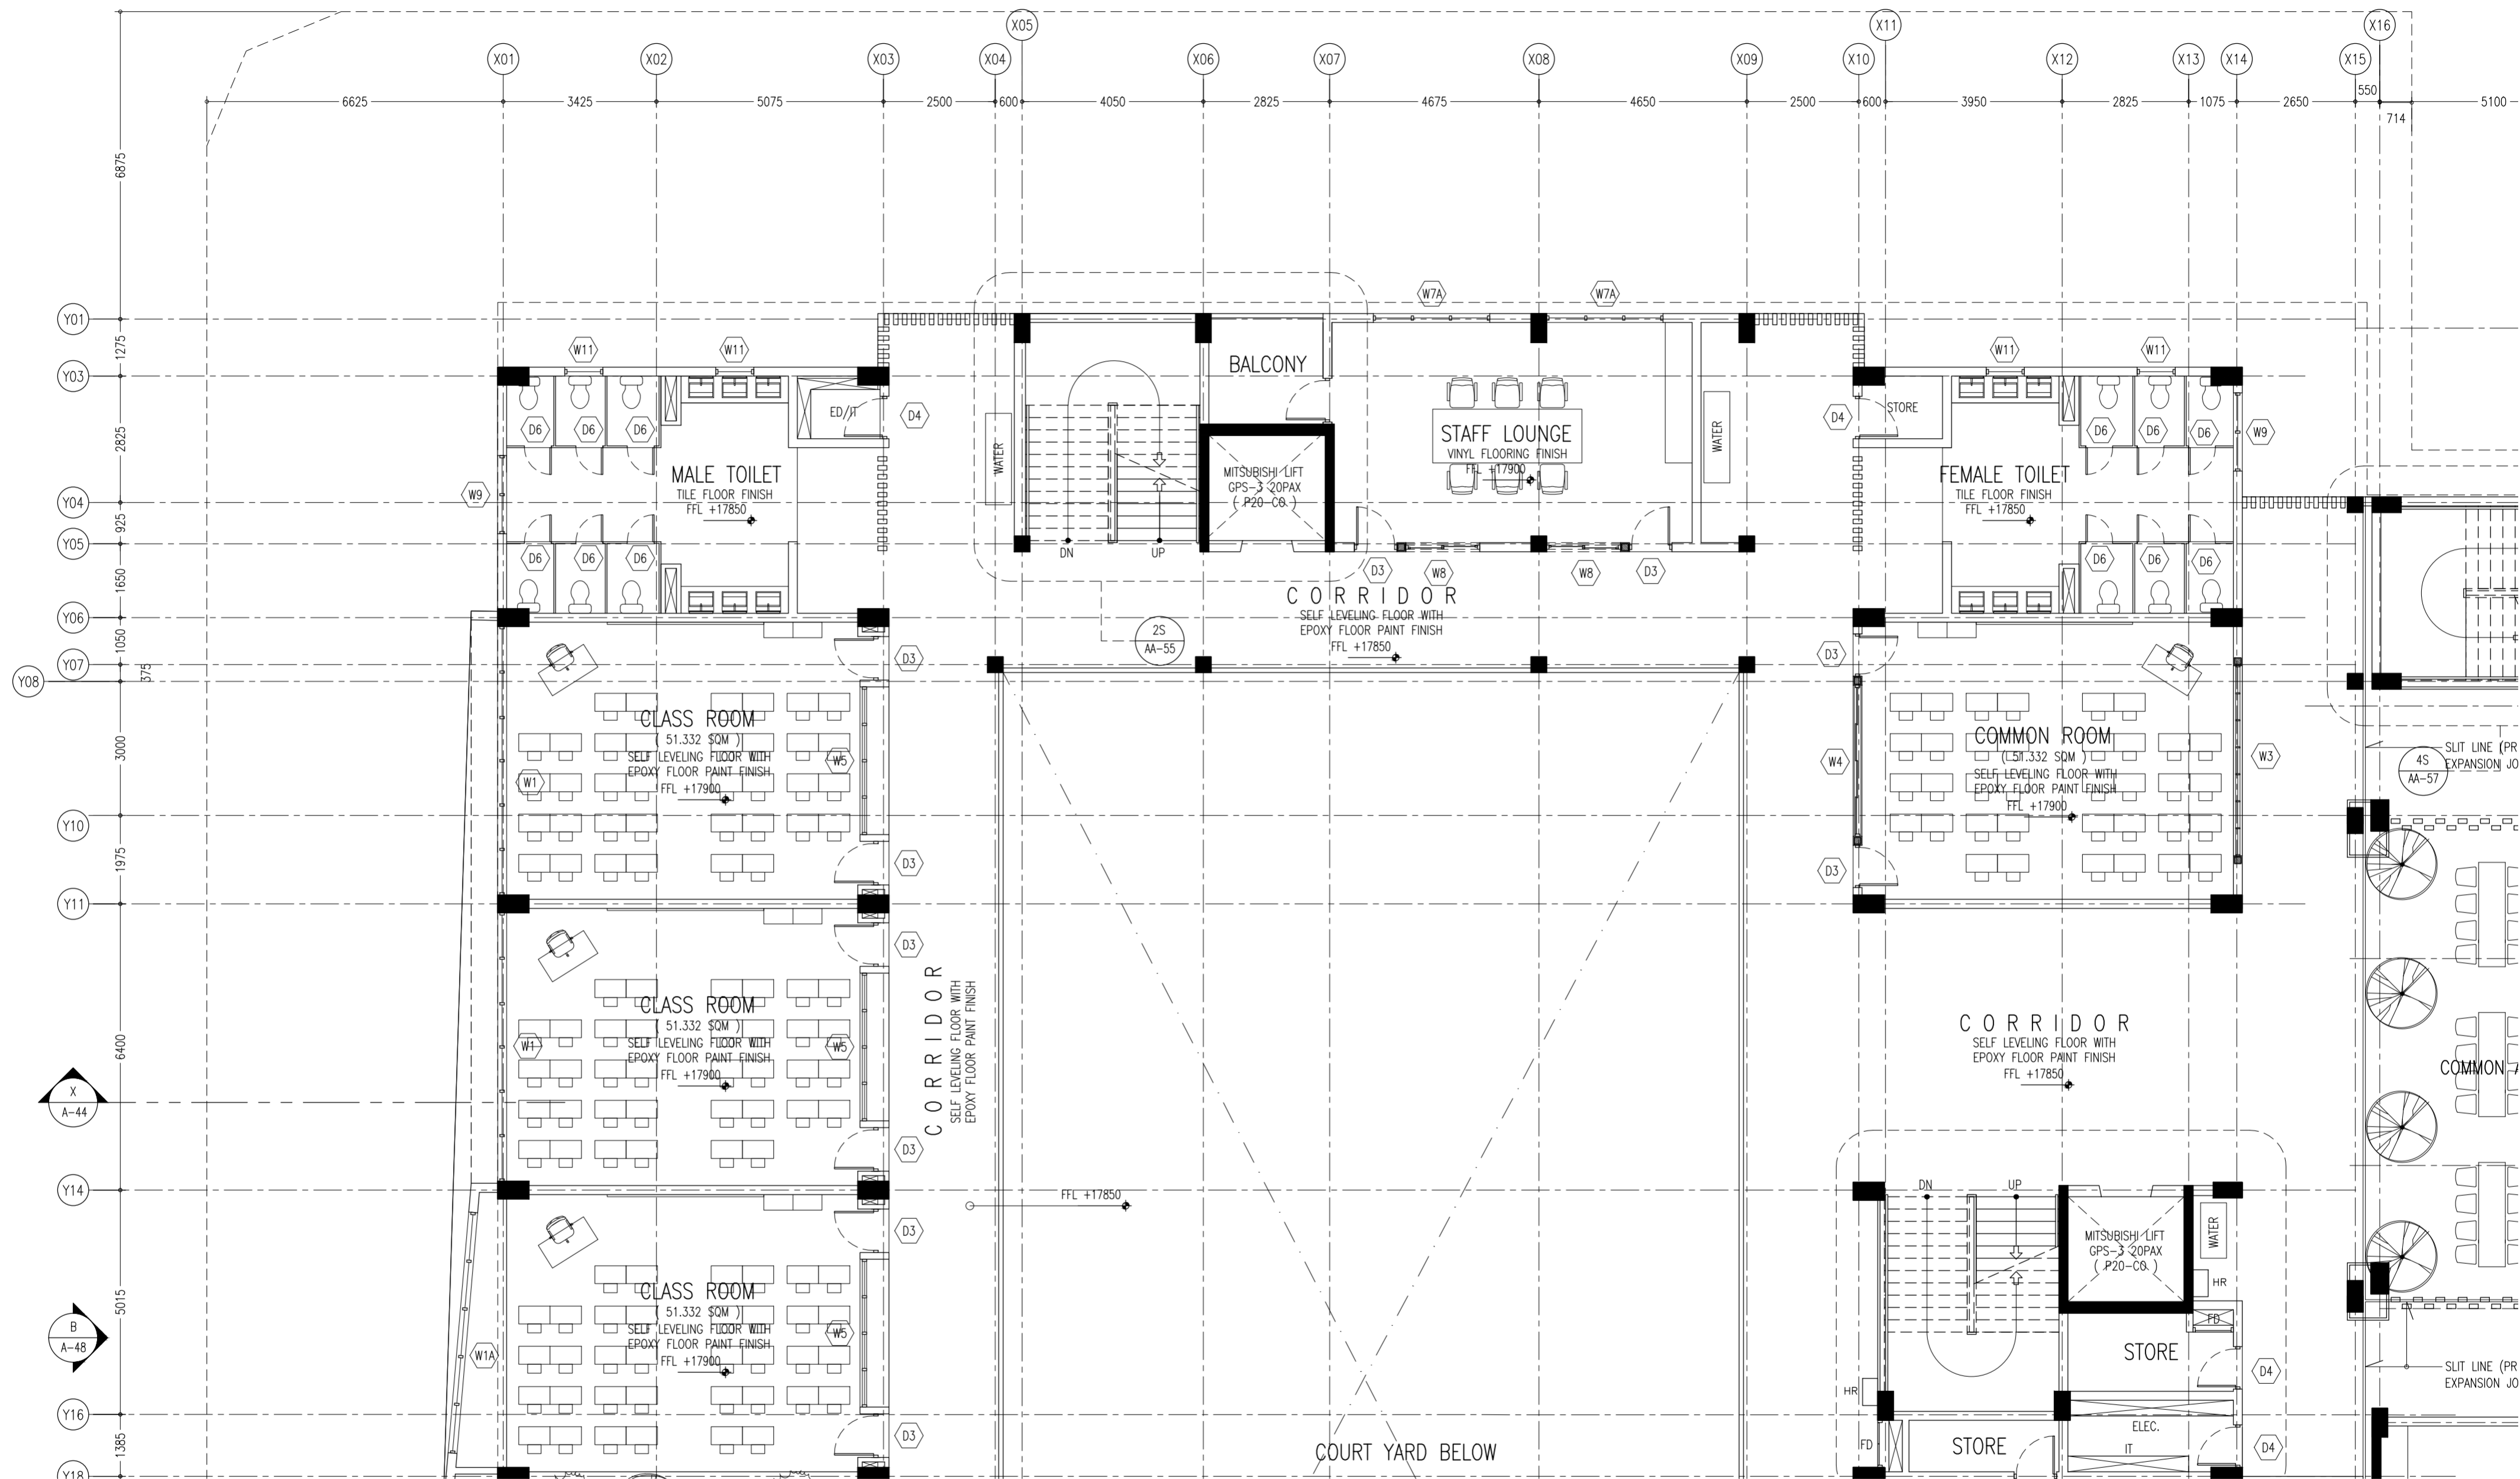 X05
X11
X16
X01
X02
X03
X04
X06
X07
X08
X09
X10
X12
X13
X14
X15
6625
3425
5075
2500
600
4050
2825
4675
4650
2500
600
3950
2825
1075
2650
550
5100
714
6875
W7A
W7A
Y01
1275
W11
W11
W11
W11
BALCONY
Y03
ED/IT
D4
D4
STORE
D6
D6
D6
D6
D6
D6
W9
2825
WATER
STAFF LOUNGE
VINYL FLOORING FINISH
FFL +17900
WATER
MALE TOILET
TILE FLOOR FINISH
FFL +17850
MITSUBISHI LIFT
GPS-3 20PAX
( P20-CO )
FEMALE TOILET
TILE FLOOR FINISH
FFL +17850
W9
Y04
925
Y05
DN
UP
D6
D6
D6
D6
D6
D6
D3
W8
W8
D3
1650
CORRIDOR
SELF LEVELING FLOOR WITH
EPOXY FLOOR PAINT FINISH
FFL +17850
Y06
1050
2S
AA-55
D3
D3
Y07
375
Y08
CLASS ROOM
( 51.332 SQM )
SELF LEVELING FLOOR WITH
EPOXY FLOOR PAINT FINISH
FFL +17900
W1
W5
COMMON ROOM
( 51.332 SQM )
SELF LEVELING FLOOR WITH
EPOXY FLOOR PAINT FINISH
FFL +17900
W4
W3
3000
SLIT LINE (PR
EXPANSION JO
4S
AA-57
Y10
1975
D3
D3
Y11
D3
CORRIDOR
SELF LEVELING FLOOR WITH
EPOXY FLOOR PAINT FINISH
CLASS ROOM
( 51.332 SQM )
SELF LEVELING FLOOR WITH
EPOXY FLOOR PAINT FINISH
FFL +17900
W1
W5
6400
CORRIDOR
SELF LEVELING FLOOR WITH
EPOXY FLOOR PAINT FINISH
FFL +17850
COMMON
X
A-44
D3
Y14
FFL +17850
DN
UP
D3
WATER
MITSUBISHI LIFT
GPS-3 20PAX
( P20-CO )
HR
CLASS ROOM
( 51.332 SQM )
SELF LEVELING FLOOR WITH
EPOXY FLOOR PAINT FINISH
FFL +17900
W5
5015
B
A-48
W1A
FD
STORE
D4
SLIT LINE (PR
EXPANSION JO
HR
Y16
1385
D3
COURT YARD BELOW
FD
STORE
ELEC.
IT
D4
Y18